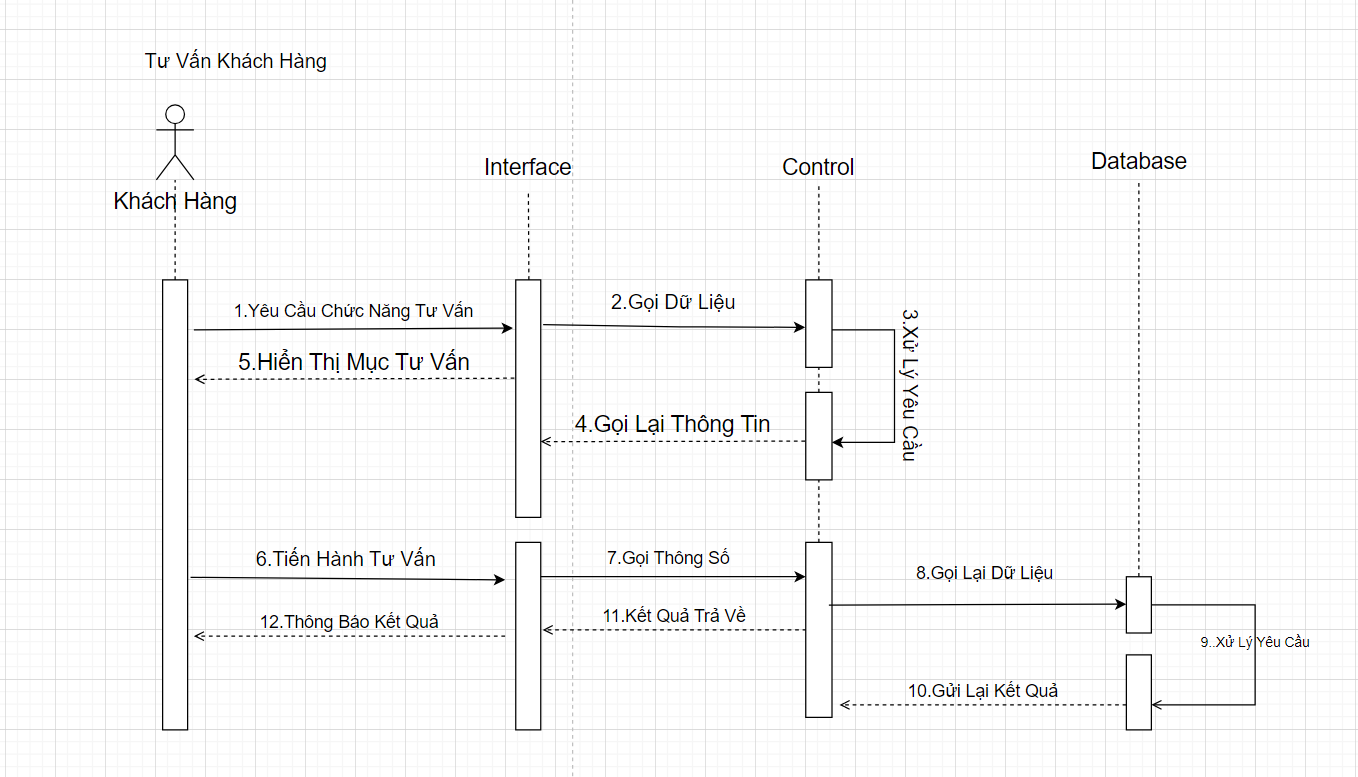 Tư Vấn Khách Hàng
Khách Hàng
Interface
Control
Database
1.Yêu Cầu Chức Năng Tư Vấn
2.Gọi Dữ Liệu
3.Xử Lý Yêu Cầu
4.Gọi Lại Thông Tin
5.Hiển Thị Mục Tư Vấn
6.Tiến Hành Tư Vấn
7.Gọi Thông Số
8.Gọi Lại Dữ Liệu
9..Xử Lý Yêu Cầu
10.Gửi Lại Kết Quả
11.Kết Quả Trả Về
12.Thông Báo Kết Quả